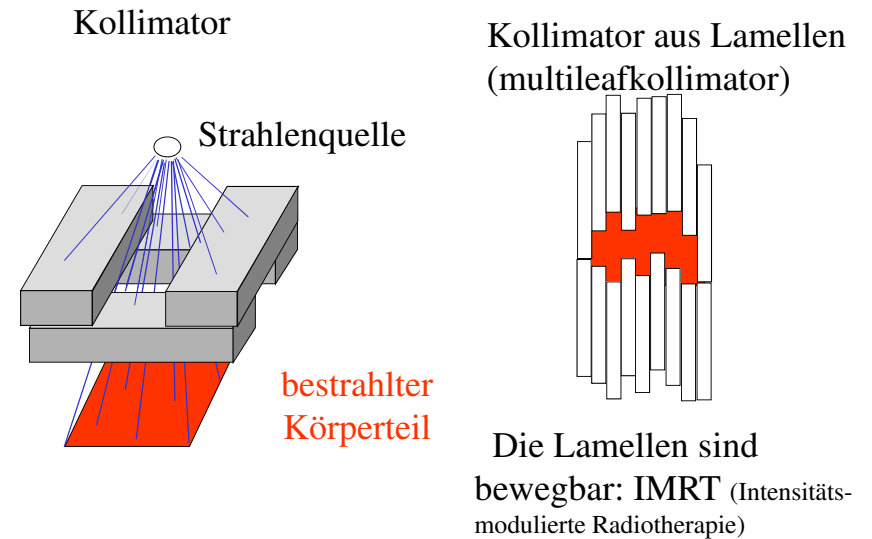 Kollimator
Strahlenquelle
bestrahlter
Körperteil
Kollimator aus Lamellen
(multileafkollimator)
Die Lamellen sind
bewegbar: IMRT (Intensitäts-
modulierte Radiotherapie)